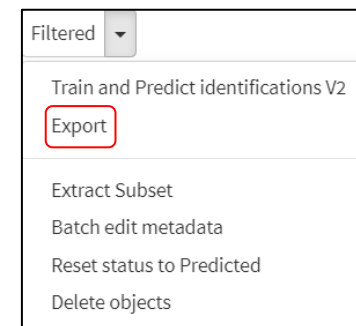 Filtered
Train and Predict identifications V2
Export
Extract Subset
Batch edit metadata
Reset status to Predicted
Delete objects